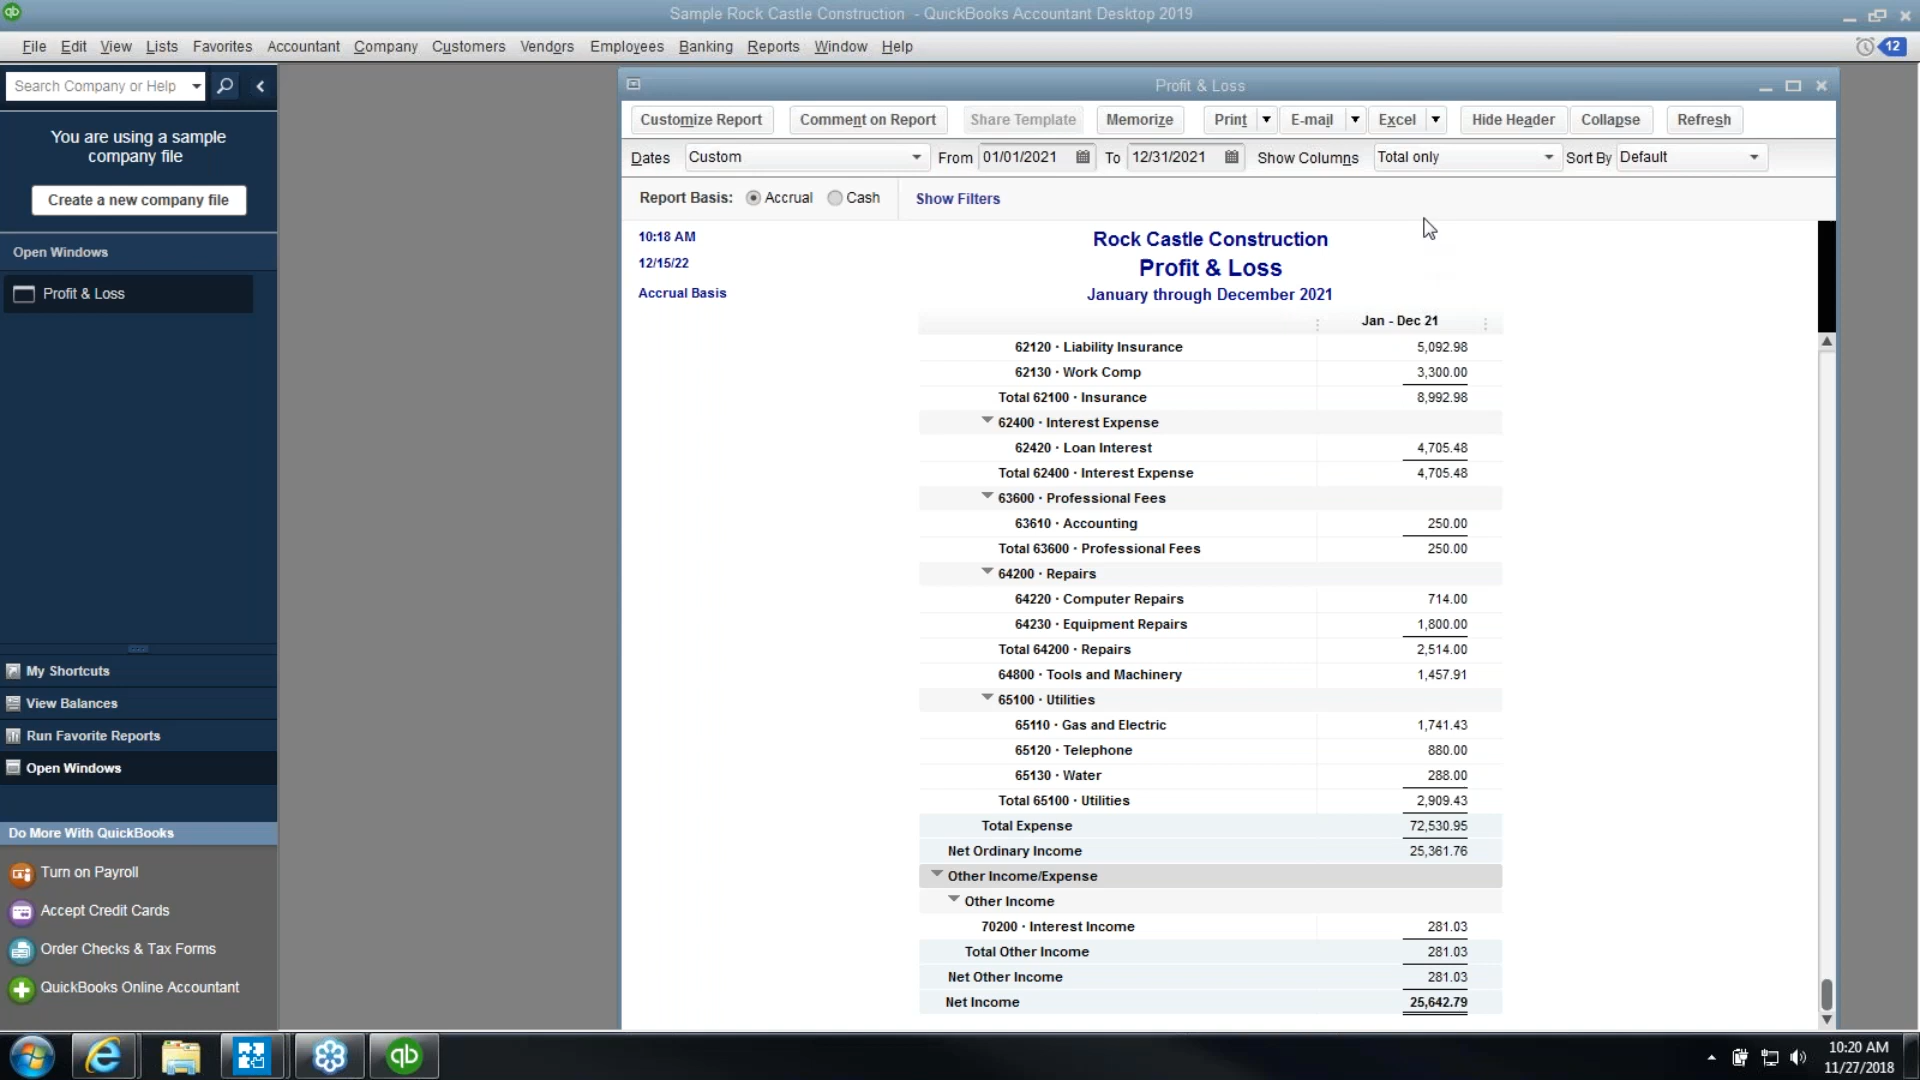 Sample Rock Castle Construction - QuickBooks Accountant Desktop 2019
File Edit View Lists Favorites Accountant Company Customers Vendors Employees Banking Reports Window Help
12
Search Company or Help
You are using a sample
company file
Create a new company file
Open Windows
Profit & Loss
My Shortcuts
View Balances
Run Favorite Reports
Open Windows
Do More With QuickBooks
Turn on Payroll
Accept Credit Cards
Order Checks & Tax Forms
QuickBooks Online Accountant
Profit & Loss
Customize Report Comment on Report Share Template Memorize Print E-mail Excel Hide Header Collapse Refresh
Dates Custom From 01/01/2021 To 12/31/2021 Show Columns Total only Sort By Default
Report Basis: Accrual Cash Show Filters
10:18 AM
12/15/22
Accrual Basis
Rock Castle Construction
Profit & Loss
January through December 2021
Jan - Dec 21
62120 · Liability Insurance 5,092.98
62130 · Work Comp 3,300.00
Total 62100 · Insurance 8,992.98
62400 · Interest Expense
62420 · Loan Interest 4,705.48
Total 62400 · Interest Expense 4,705.48
63600 · Professional Fees
63610 · Accounting 250.00
Total 63600 · Professional Fees 250.00
64200 · Repairs
64220 · Computer Repairs 714.00
64230 · Equipment Repairs 1,800.00
Total 64200 · Repairs 2,514.00
64800 · Tools and Machinery 1,457.91
65100 · Utilities
65110 · Gas and Electric 1,741.43
65120 · Telephone 880.00
65130 · Water 288.00
Total 65100 · Utilities 2,909.43
Total Expense 72,530.95
Net Ordinary Income 25,361.76
Other Income/Expense
Other Income
70200 · Interest Income 281.03
Total Other Income 281.03
Net Other Income 281.03
Net Income 25,642.79
qb
10:20 AM
11/27/2018